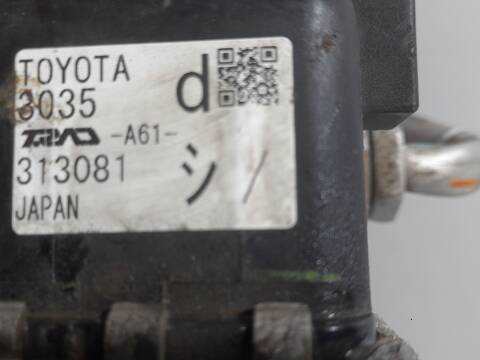 TOYOTA
3035 d
TAIYO -A61-
313081 シ /
JAPAN